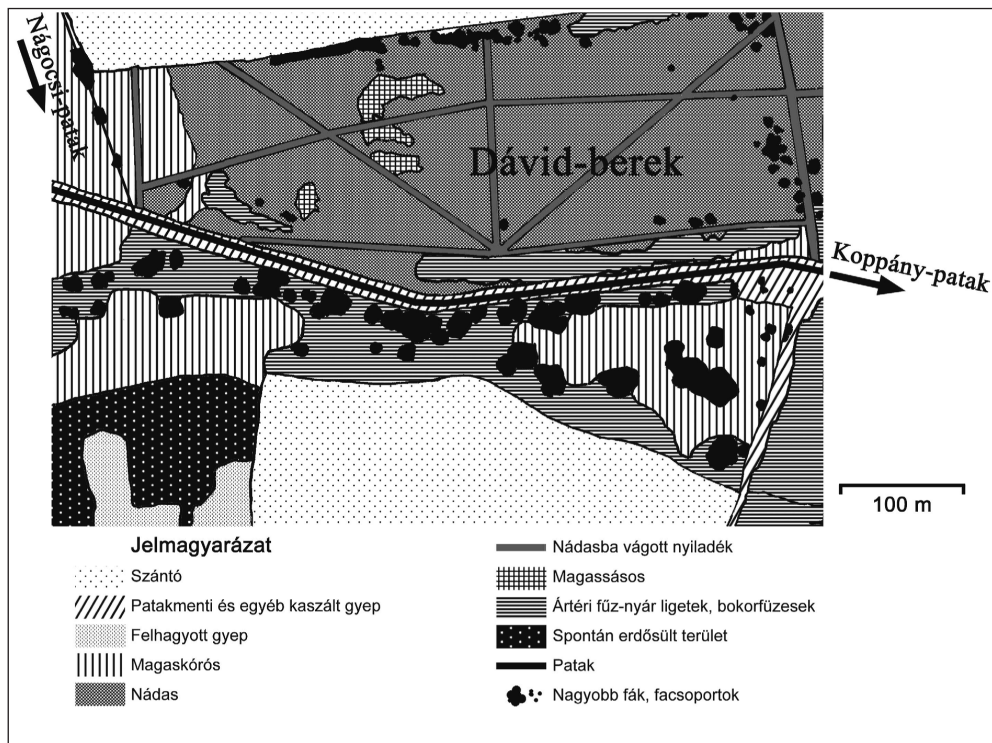 Nágocsi-patak
Dávid-berek
Koppány-patak
100 m
Jelmagyarázat
Szántó
Patakmenti és egyéb kaszált gyep
Felhagyott gyep
Magaskórós
Nádas
Nádasba vágott nyiladék
Magassásos
Ártéri fűz-nyár ligetek, bokorfüzesek
Spontán erdősült terület
Patak
Nagyobb fák, facsoportok